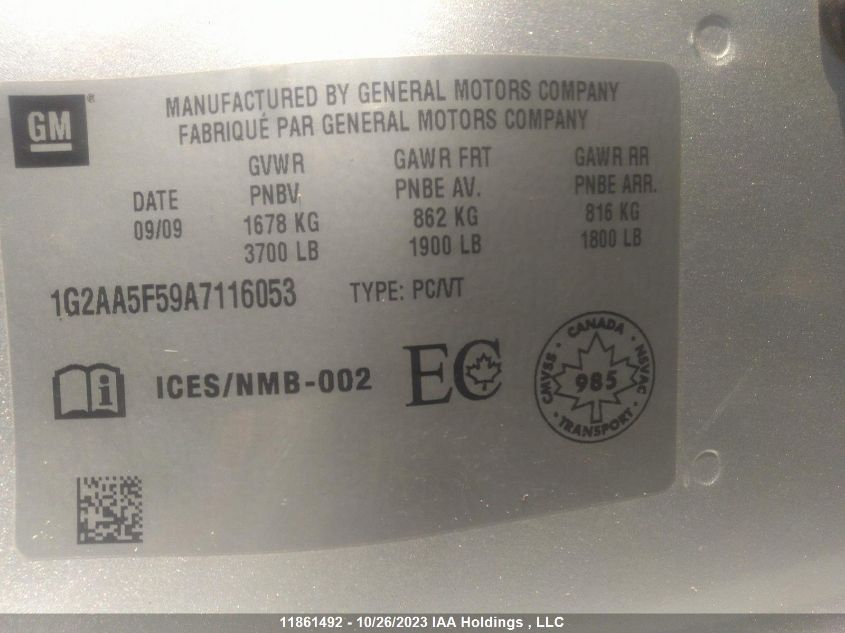 GM®
MANUFACTURED BY GENERAL MOTORS COMPANY
FABRIQUÉ PAR GENERAL MOTORS COMPANY
DATE
09/09
GVWR
PNBV
1678 KG
3700 LB
GAWR FRT
PNBE AV.
862 KG
1900 LB
GAWR RR
PNBE ARR.
816 KG
1800 LB
1G2AA5F59A7116053 TYPE: PC/VT
ICES/NMB-002
EC
CANADA
CMVSS
NSVAC
985
TRANSPORT
11861492 - 10/26/2023 IAA Holdings , LLC